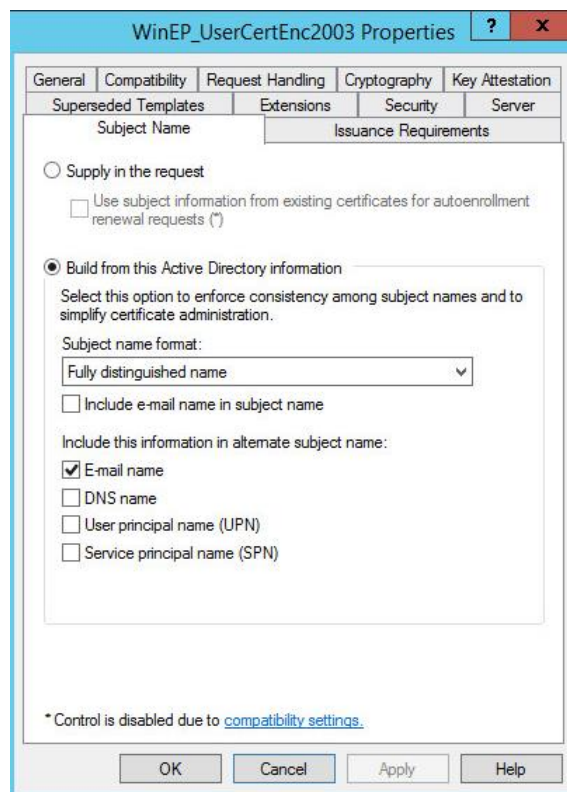 WinEP_UserCertEnc2003 Properties
?
x
General
Compatibility
Request Handling
Cryptography
Key Attestation
Superseded Templates
Extensions
Security
Server
Subject Name
Issuance Requirements
Supply in the request
Use subject information from existing certificates for autoenrollment
renewal requests (*)
Build from this Active Directory information
Select this option to enforce consistency among subject names and to
simplify certificate administration.
Subject name format:
Fully distinguished name
Include e-mail name in subject name
Include this information in alternate subject name:
E-mail name
DNS name
User principal name (UPN)
Service principal name (SPN)
* Control is disabled due to compatibility settings.
OK
Cancel
Apply
Help